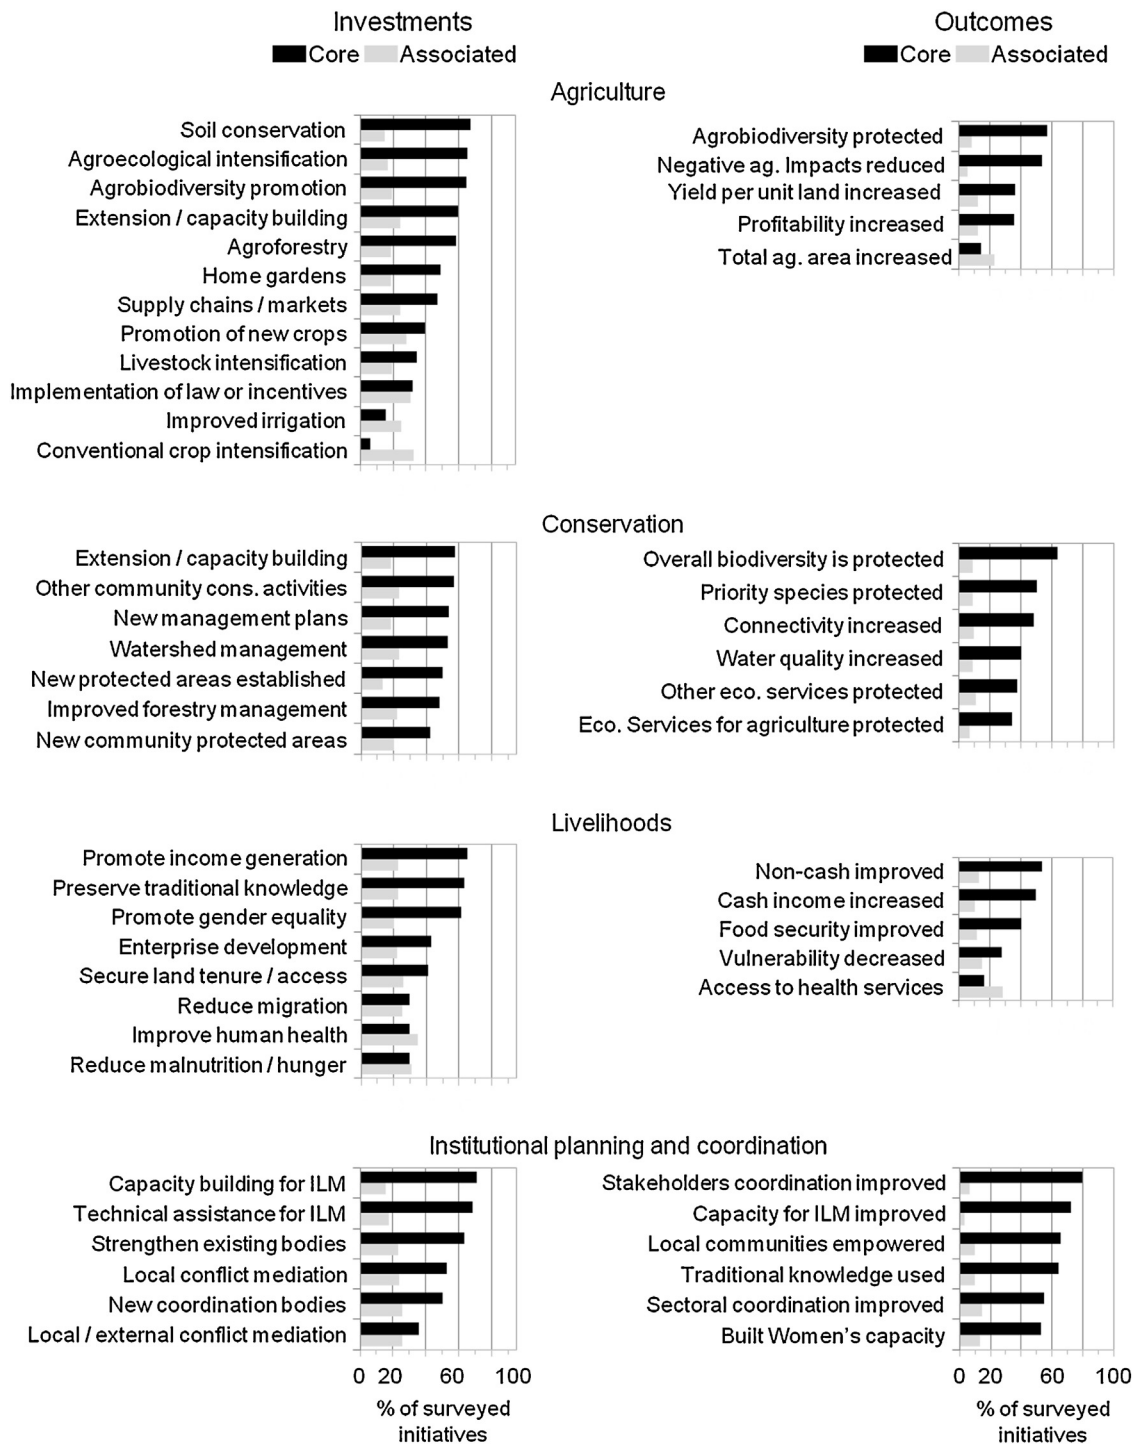 Investments
Core Associated
Outcomes
Core Associated
Agriculture
Soil conservation
Agroecological intensification
Agrobiodiversity promotion
Extension / capacity building
Agroforestry
Home gardens
Supply chains / markets
Promotion of new crops
Livestock intensification
Implementation of law or incentives
Improved irrigation
Conventional crop intensification
Agrobiodiversity protected
Negative ag. Impacts reduced
Yield per unit land increased
Profitability increased
Total ag. area increased
Conservation
Extension / capacity building
Other community cons. activities
New management plans
Watershed management
New protected areas established
Improved forestry management
New community protected areas
Overall biodiversity is protected
Priority species protected
Connectivity increased
Water quality increased
Other eco. services protected
Eco. Services for agriculture protected
Livelihoods
Promote income generation
Preserve traditional knowledge
Promote gender equality
Enterprise development
Secure land tenure / access
Reduce migration
Improve human health
Reduce malnutrition / hunger
Non-cash improved
Cash income increased
Food security improved
Vulnerability decreased
Access to health services
Institutional planning and coordination
Capacity building for ILM
Technical assistance for ILM
Strengthen existing bodies
Local conflict mediation
New coordination bodies
Local / external conflict mediation
0 20 60 100
% of surveyed
initiatives
Stakeholders coordination improved
Capacity for ILM improved
Local communities empowered
Traditional knowledge used
Sectoral coordination improved
Built Women's capacity
0 20 60 100
% of surveyed
initiatives